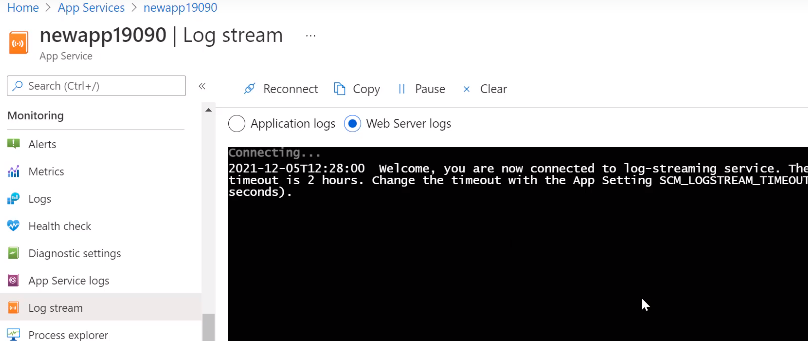 Home > App Services > newapp19090
newapp19090 | Log stream ...
App Service
Search (Ctrl+/)
«
Reconnect Copy Pause Clear
Monitoring
Application logs Web Server logs
Alerts
Metrics
Logs
Health check
Diagnostic settings
App Service logs
Log stream
Process explorer
Connecting...
2021-12-05T12:28:00 Welcome, you are now connected to log-streaming service. The
timeout is 2 hours. Change the timeout with the App Setting SCM_LOGSTREAM_TIMEOUT
seconds).